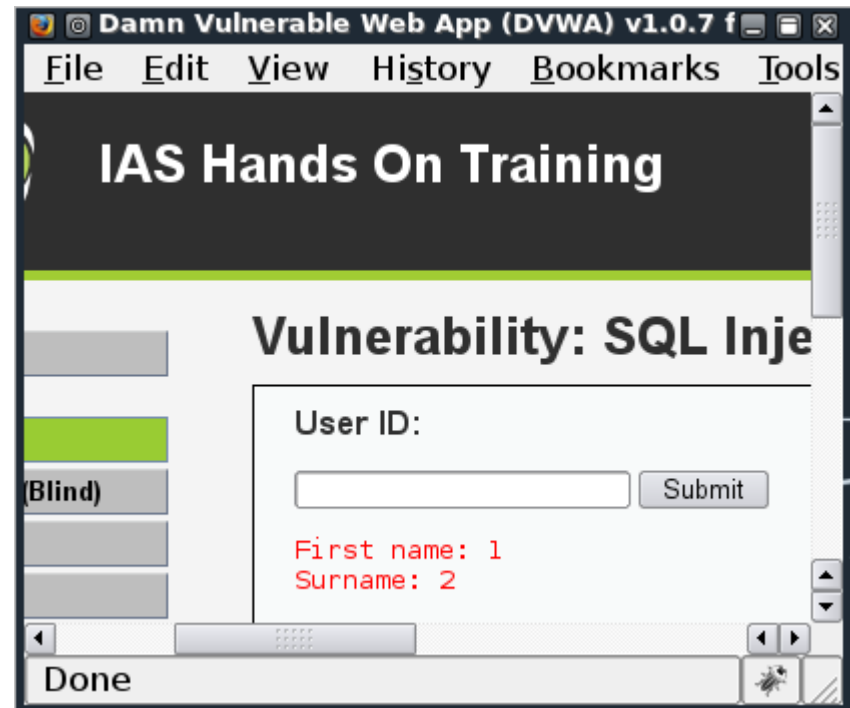 Damn Vulnerable Web App (DVWA) v1.0.7 f
File Edit View History Bookmarks Tools
IAS Hands On Training
Vulnerability: SQL Inje
User ID:
Submit
(Blind)
First name: 1
Surname: 2
Done